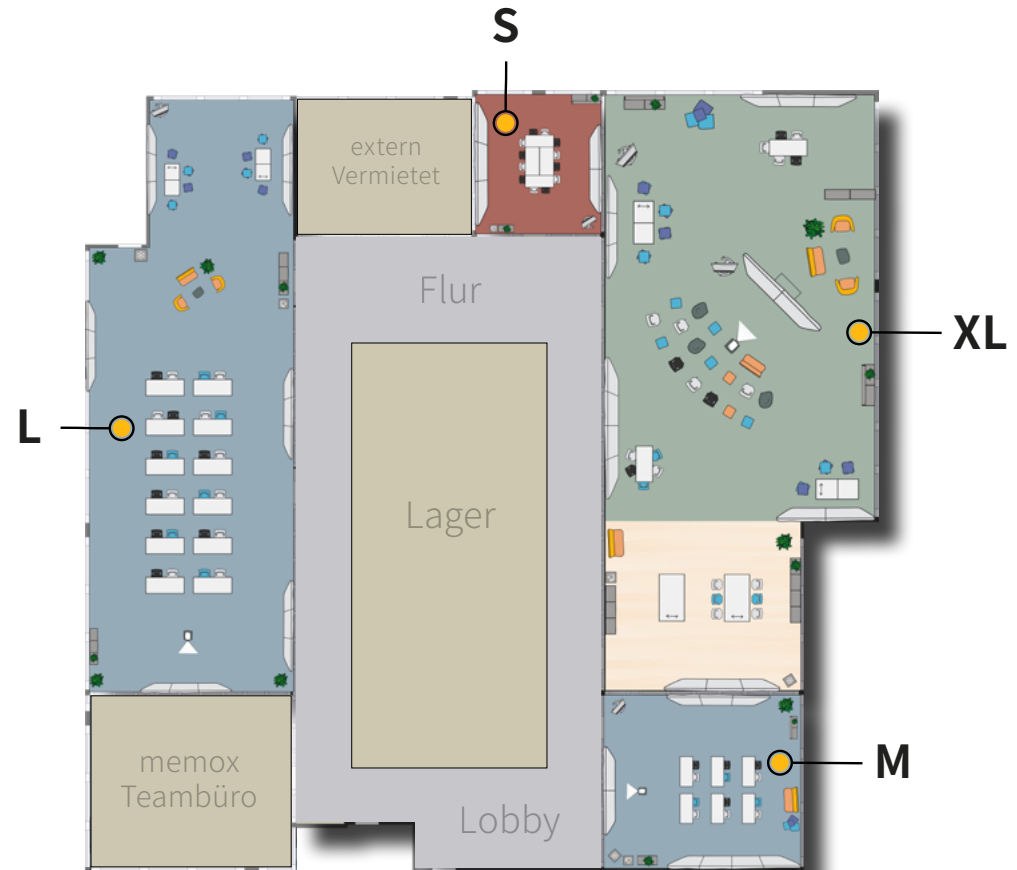 S
extern
Vermietet
Flur
XL
L
Lager
memox
Teambüro
M
Lobby